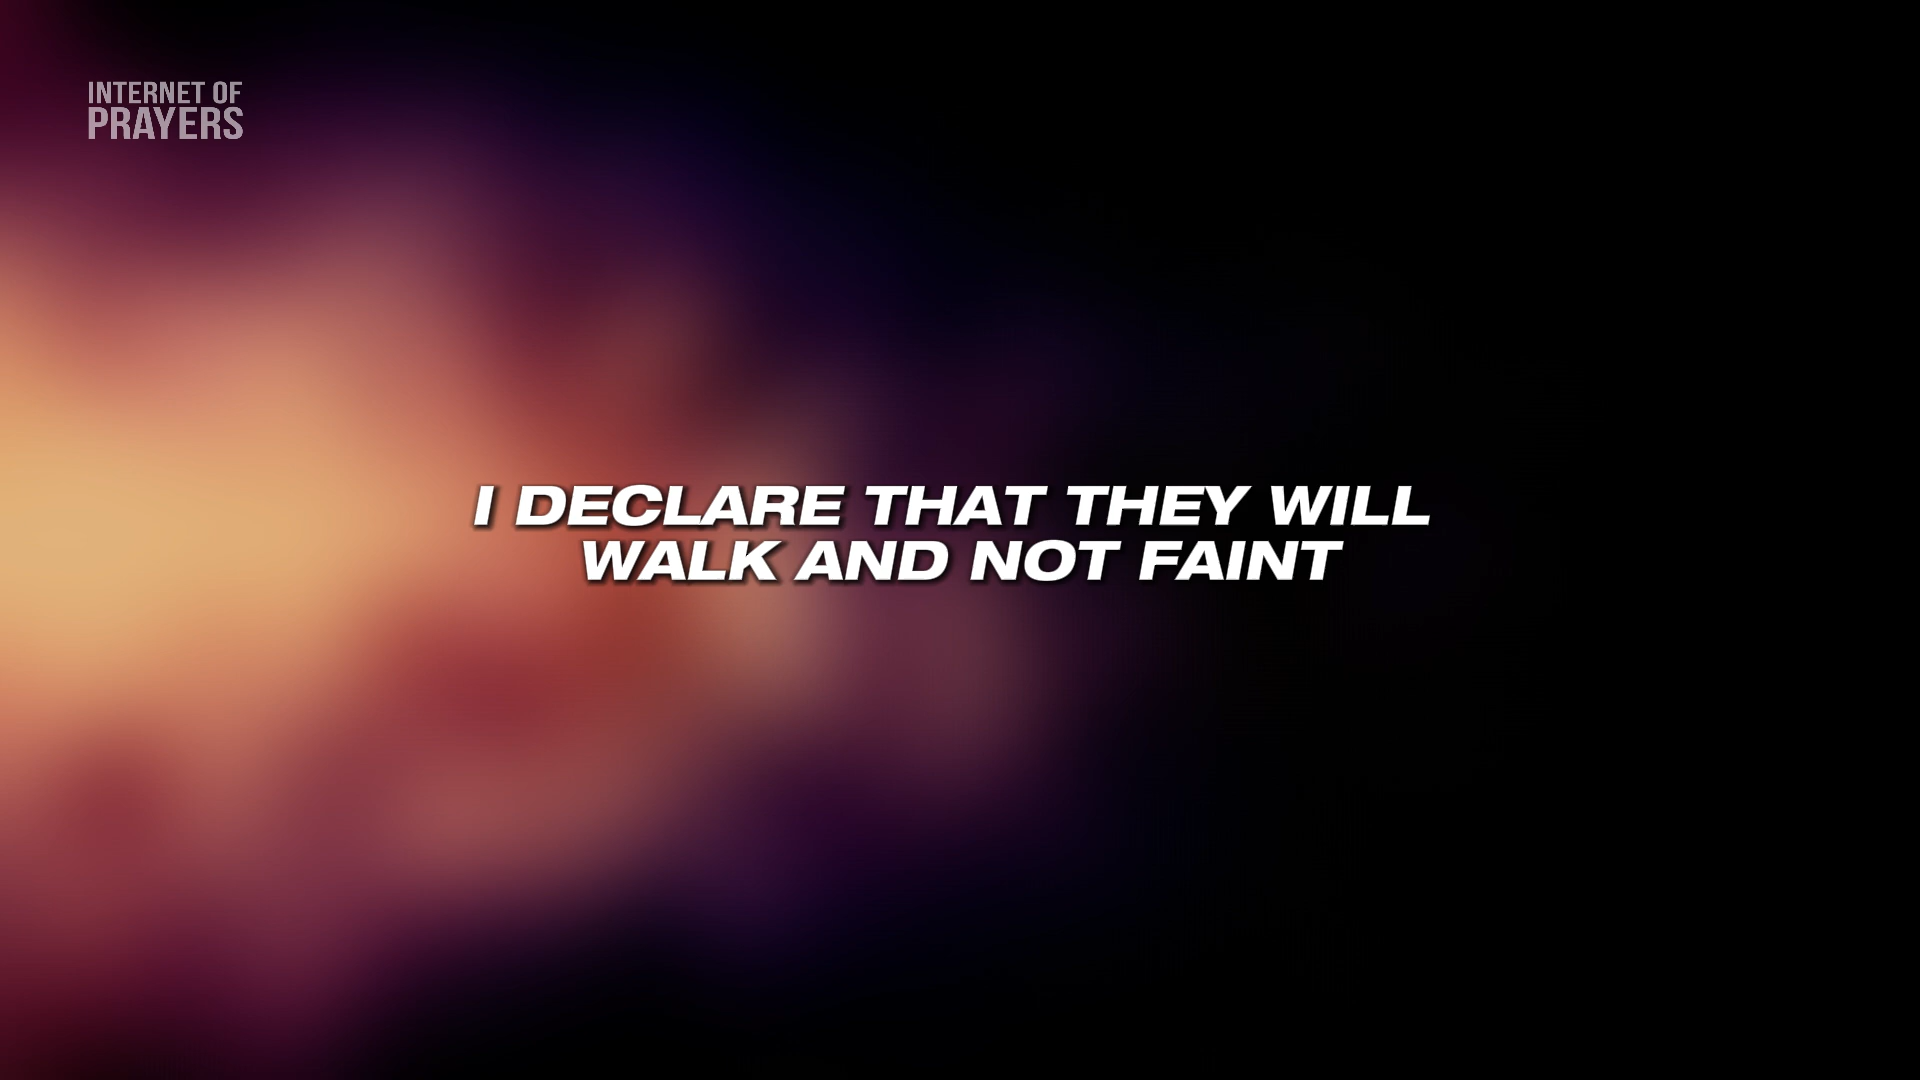 INTERNET OF
PRAYERS
I DECLARE THAT THEY WILL
WALK AND NOT FAINT